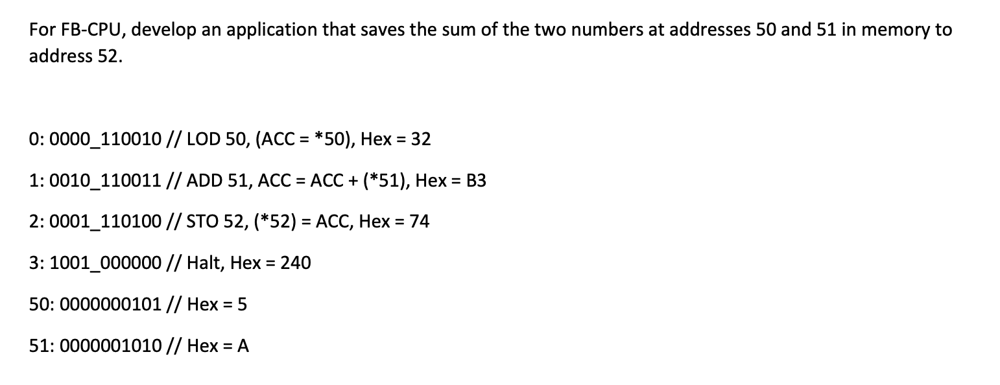 For FB-CPU, develop an application that saves the sum of the two numbers at addresses 50 and 51 in memory to
address 52.
0: 0000_110010 // LOD 50, (ACC = *50), Hex = 32
1: 0010_110011 // ADD 51, ACC = ACC + (*51), Hex = B3
2: 0001_110100 // STO 52, (*52) = ACC, Hex = 74
3: 1001_000000 // Halt, Hex = 240
50: 0000000101 // Hex = 5
51: 0000001010 // Hex = A